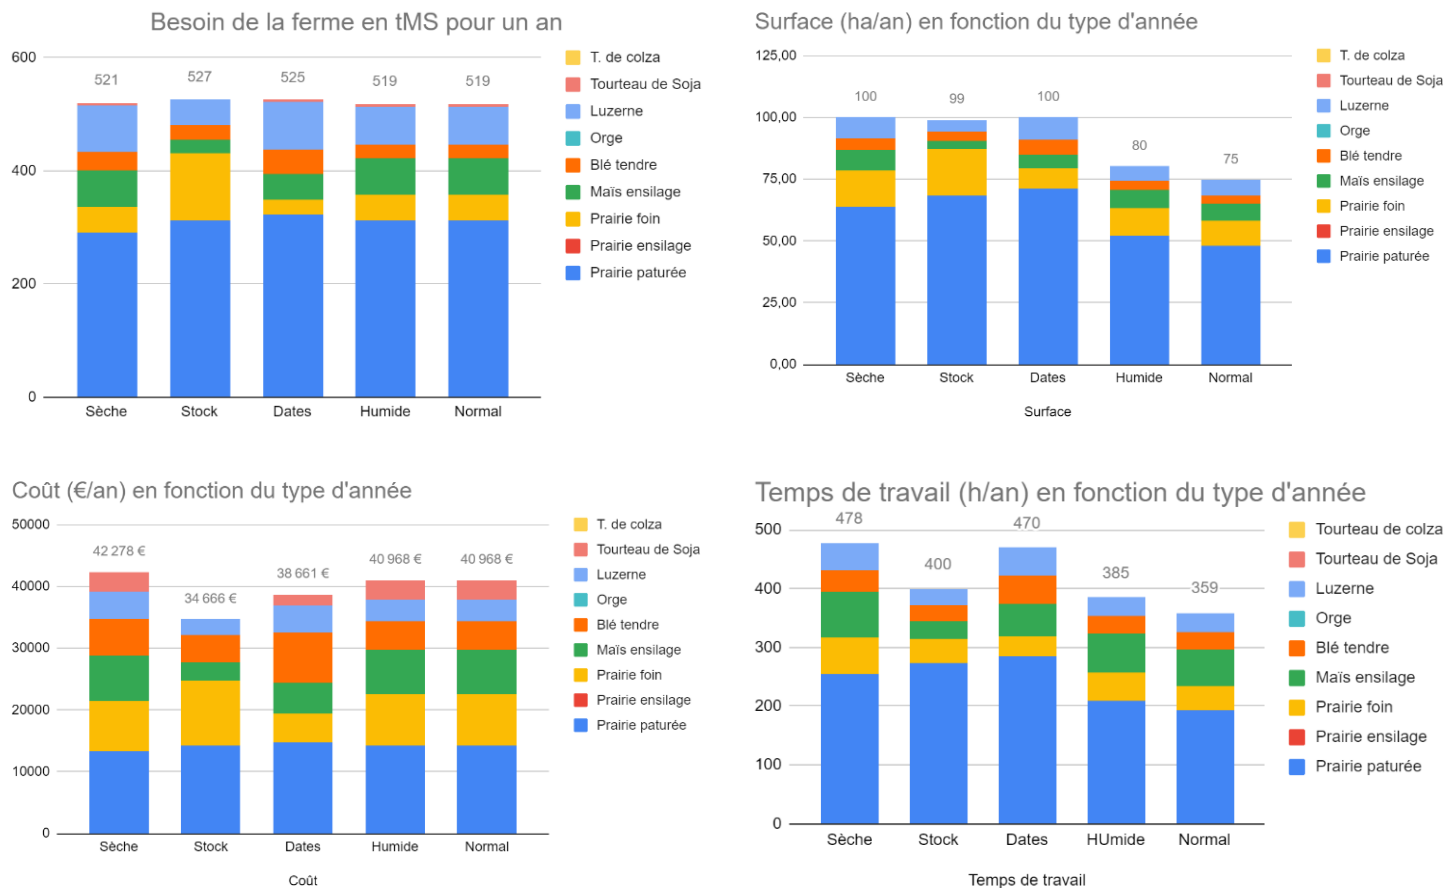 Besoin de la ferme en tMS pour un an
600
400
200
0
521
527
525
519
519
Sèche
Stock
Dates
Humide
Normal
T. de colza
Tourteau de Soja
Luzerne
Orge
Blé tendre
Maïs ensilage
Prairie foin
Prairie ensilage
Prairie paturée
Surface (ha/an) en fonction du type d'année
125,00
100,00
75,00
50,00
25,00
0,00
100
99
100
80
75
Sèche
Stock
Dates
Humide
Normal
Surface
T. de colza
Tourteau de Soja
Luzerne
Orge
Blé tendre
Maïs ensilage
Prairie foin
Prairie ensilage
Prairie paturée
Coût (€/an) en fonction du type d'année
50000
40000
30000
20000
10000
0
42 278 €
34 666 €
38 661 €
40 968 €
40 968 €
Sèche
Stock
Dates
Humide
Normal
Coût
T. de colza
Tourteau de Soja
Luzerne
Orge
Blé tendre
Maïs ensilage
Prairie foin
Prairie ensilage
Prairie paturée
Temps de travail (h/an) en fonction du type d'année
500
400
300
200
100
0
478
400
470
385
359
Sèche
Stock
Dates
HUmide
Normal
Temps de travail
Tourteau de colza
Tourteau de Soja
Luzerne
Orge
Blé tendre
Maïs ensilage
Prairie foin
Prairie ensilage
Prairie paturée